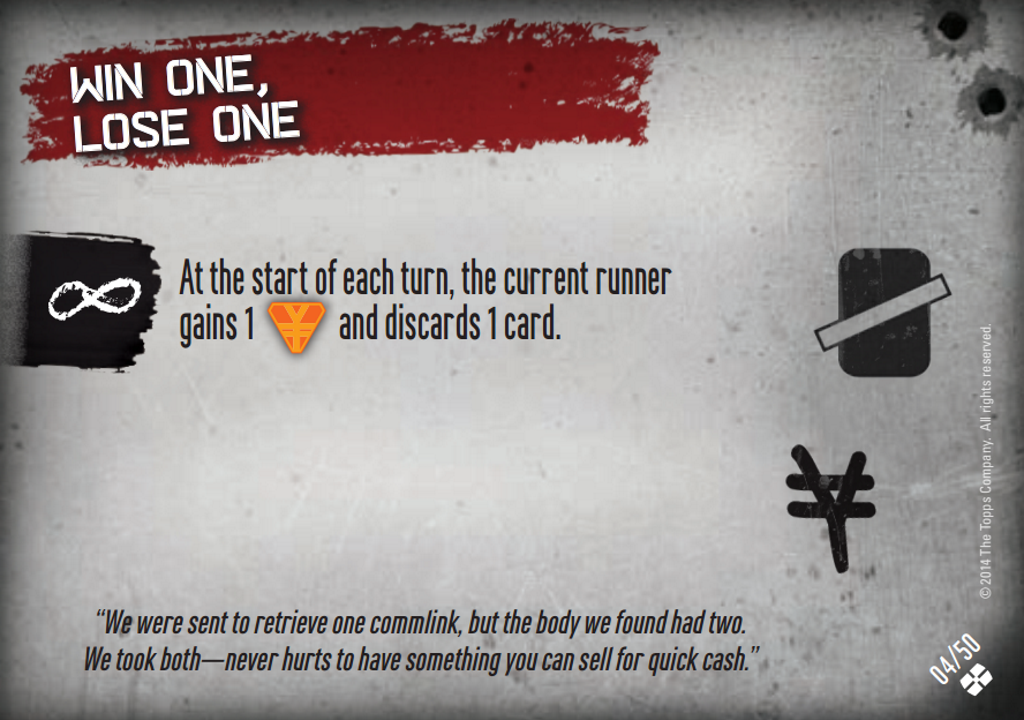 WIN ONE,
LOSE ONE
At the start of each turn, the current runner
gains 1 ¥ and discards 1 card.
¥
“We were sent to retrieve one commlink, but the body we found had two.
We took both—never hurts to have something you can sell for quick cash.”
© 2014 The Topps Company. All rights reserved.
04/50